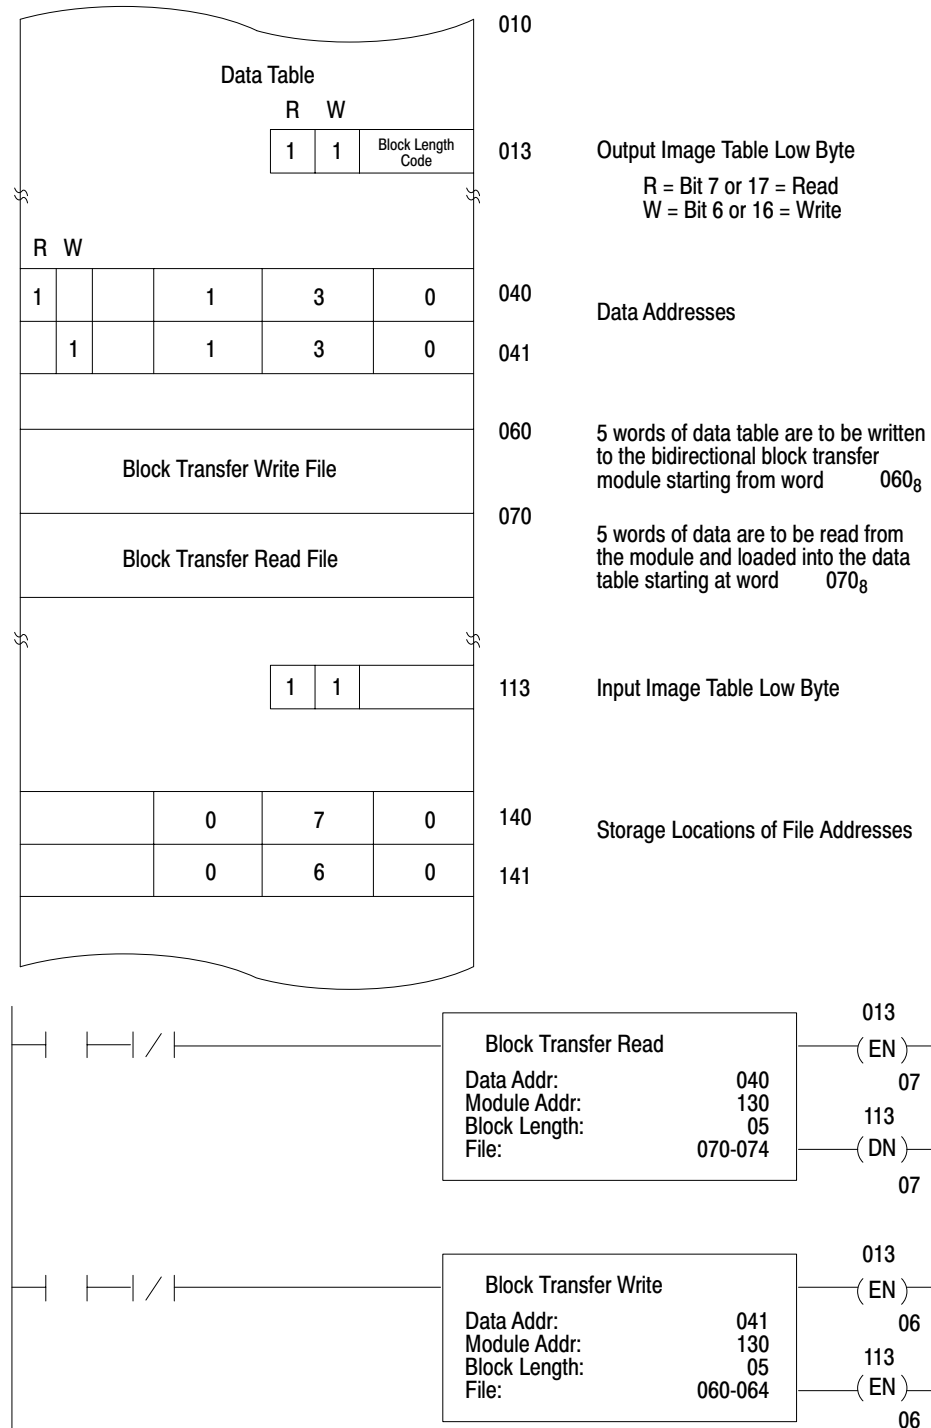 010
Data Table
R W
1 1 Block Length Code 013 Output Image Table Low Byte
R = Bit 7 or 17 = Read
W = Bit 6 or 16 = Write
R W
1 1 3 0 040
Data Addresses
1 1 3 0 041
060 5 words of data table are to be written
Block Transfer Write File to the bidirectional block transfer
module starting from word 060₈
070
5 words of data are to be read from
Block Transfer Read File the module and loaded into the data
table starting at word 070₈
1 1 113 Input Image Table Low Byte
0 7 0 140
Storage Locations of File Addresses
0 6 0 141
013
Block Transfer Read EN
Data Addr: 040 07
Module Addr: 130
Block Length: 05 113
File: 070-074 DN
07
013
Block Transfer Write EN
Data Addr: 041 06
Module Addr: 130
Block Length: 05 113
File: 060-064 EN
06